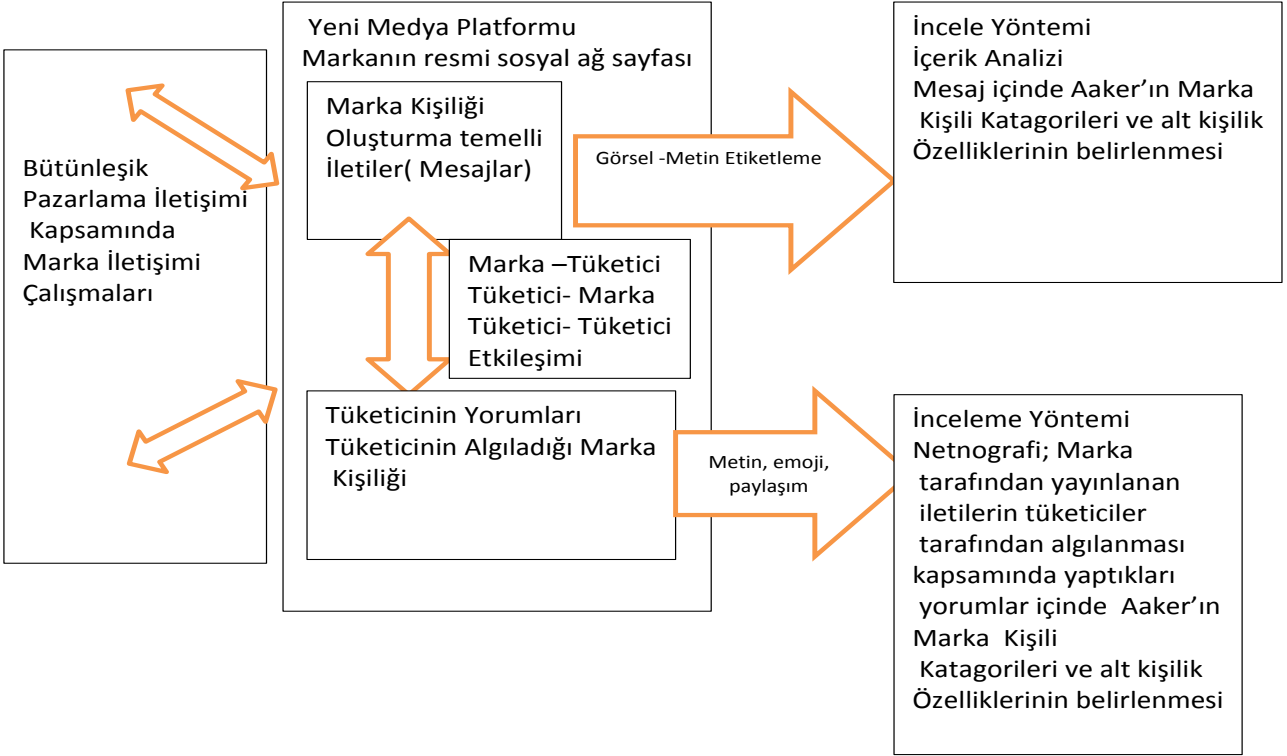 Bütünleşik
Pazarlama İletişimi
Kapsamında
Marka İletişimi
Çalışmaları
Yeni Medya Platformu
Markanın resmi sosyal ağ sayfası
Marka Kişiliği
Oluşturma temelli
İletiler( Mesajlar)
Marka –Tüketici
Tüketici- Marka
Tüketici- Tüketici
Etkileşimi
Tüketicinin Yorumları
Tüketicinin Algıladığı Marka
Kişiliği
Görsel -Metin Etiketleme
Metin, emoji,
paylaşım
İncele Yöntemi
İçerik Analizi
Mesaj içinde Aaker’ın Marka
Kişili Katagorileri ve alt kişilik
Özelliklerinin belirlenmesi
İnceleme Yöntemi
Netnografi; Marka
tarafından yayınlanan
iletilerin tüketiciler
tarafından algılanması
kapsamında yaptıkları
yorumlar içinde Aaker’ın
Marka Kişili
Katagorileri ve alt kişilik
Özelliklerinin belirlenmesi